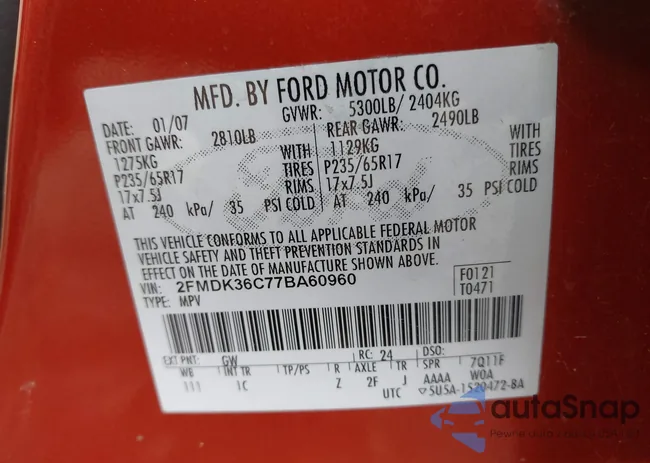 MFD. BY FORD MOTOR CO.
DATE: 01/07 GVWR: 5300LB/ 2404KG
FRONT GAWR: 2810LB REAR GAWR: 2490LB
1275KG WITH 1129KG WITH
P235/65R17 TIRES P235/65R17 TIRES
17x7.5J RIMS 17x7.5J RIMS
AT 240 kPa/ 35 PSI COLD AT 240 kPa/ 35 PSI COLD
THIS VEHICLE CONFORMS TO ALL APPLICABLE FEDERAL MOTOR
VEHICLE SAFETY AND THEFT PREVENTION STANDARDS IN
EFFECT ON THE DATE OF MANUFACTURE SHOWN ABOVE.
VIN: 2FMDK36C77BA60960 F0121
TYPE: MPV T0471
EXT PNT: GW RC: 24 DSO:
WB INT TR TP/PS R AXLE TR SPR 7Q11F
111 1C Z 2F J AAAA W0A
UTC 5U5A-1520472-BA
Ford
autaSnap